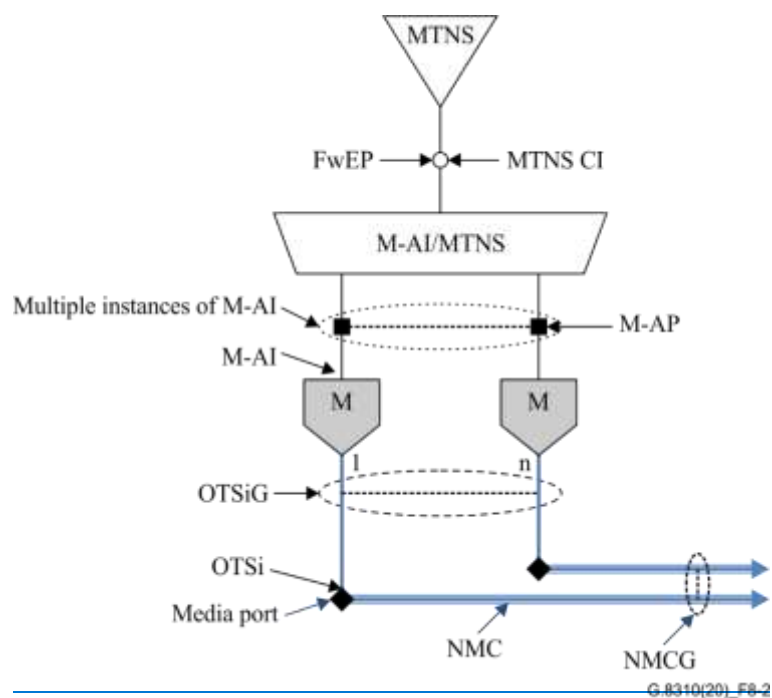 MTNS
FwEP
MTNS CI
M-AI/MTNS
Multiple instances of M-AI
M-AP
M-AI
M
M
1
n
OTSiG
OTSi
Media port
NMC
NMCG
G.8310(20)_F8-2